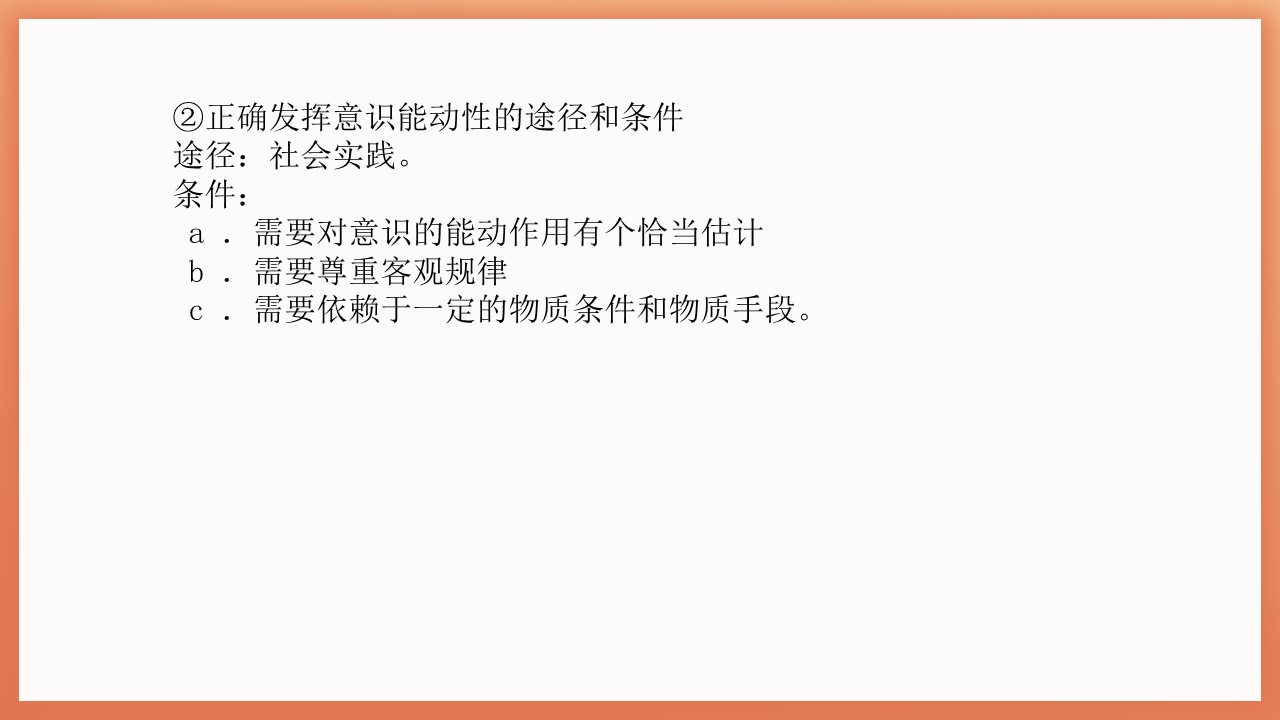 ②正确发挥意识能动性的途径和条件
途径：社会实践。
条件：
ａ．需要对意识的能动作用有个恰当估计
ｂ．需要尊重客观规律
ｃ．需要依赖于一定的物质条件和物质手段。